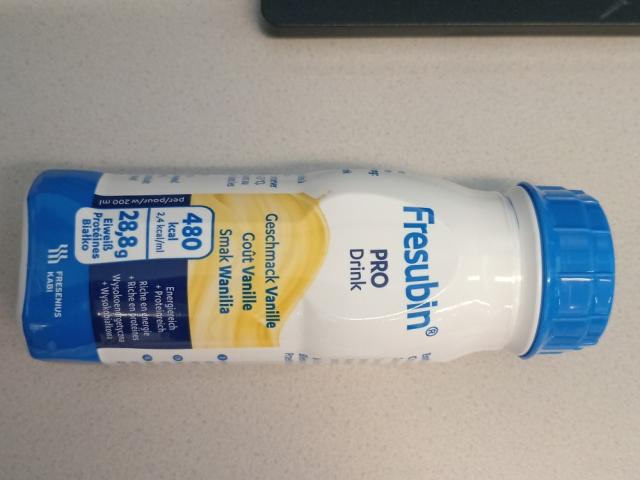 Fresubin®
PRO
Drink
Geschmack Vanille
Goût Vanille
Smak Wanilia
480
kcal
2,4 kcal/ml
28,8 g
Eiweiß
Protéines
Białko
per/pour/w 200 ml
Energiereich
+ Proteinreich
Riche en énergie
+ Riche en protéines
Wysokoenergetyczny
+ Wysokobiałkowy
FRESENIUS
KABI